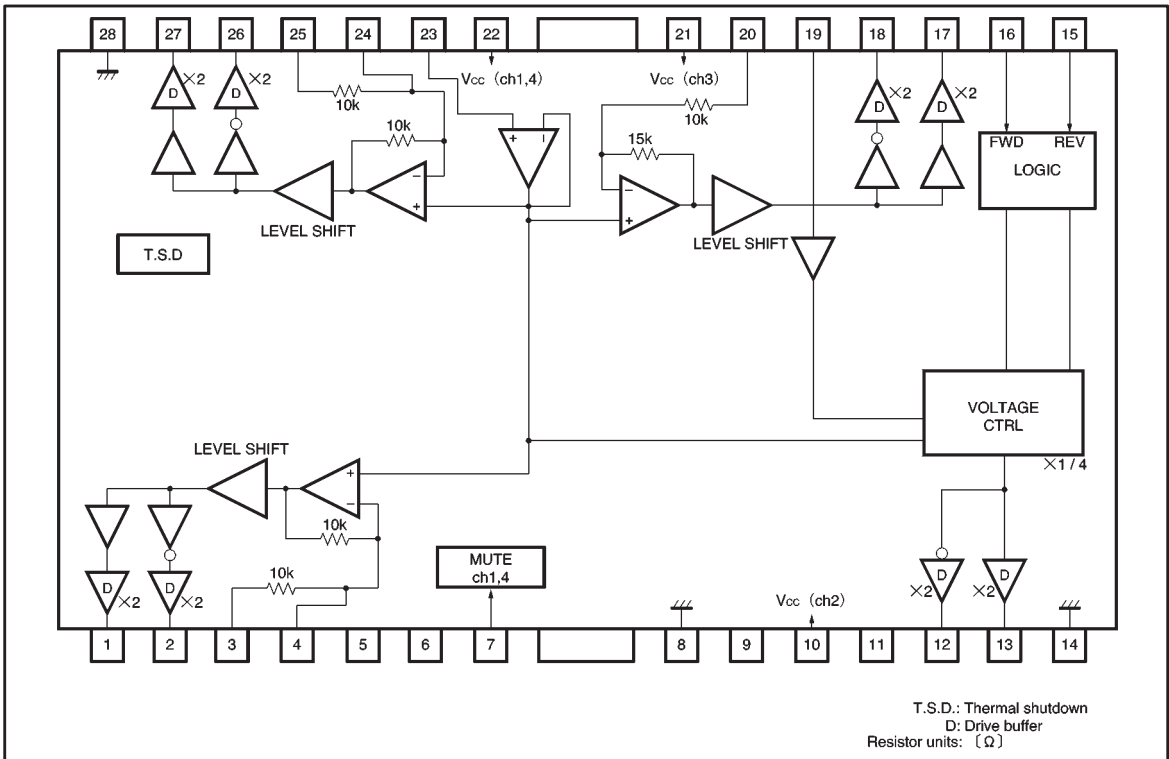 28 27 26 25 24 23 22 21 20 19 18 17 16 15
Vcc (ch1,4)
Vcc (ch3)
D ×2
D ×2
D ×2
D ×2
10k
10k
10k
15k
+ −
− +
− +
FWD REV
LOGIC
LEVEL SHIFT
LEVEL SHIFT
T.S.D
VOLTAGE
CTRL
×1/4
LEVEL SHIFT
+ −
10k
10k
MUTE
ch1,4
Vcc (ch2)
D ×2
D ×2
×2 D
×2 D
1 2 3 4 5 6 7 8 9 10 11 12 13 14
T.S.D.: Thermal shutdown
D: Drive buffer
Resistor units: 〔Ω〕